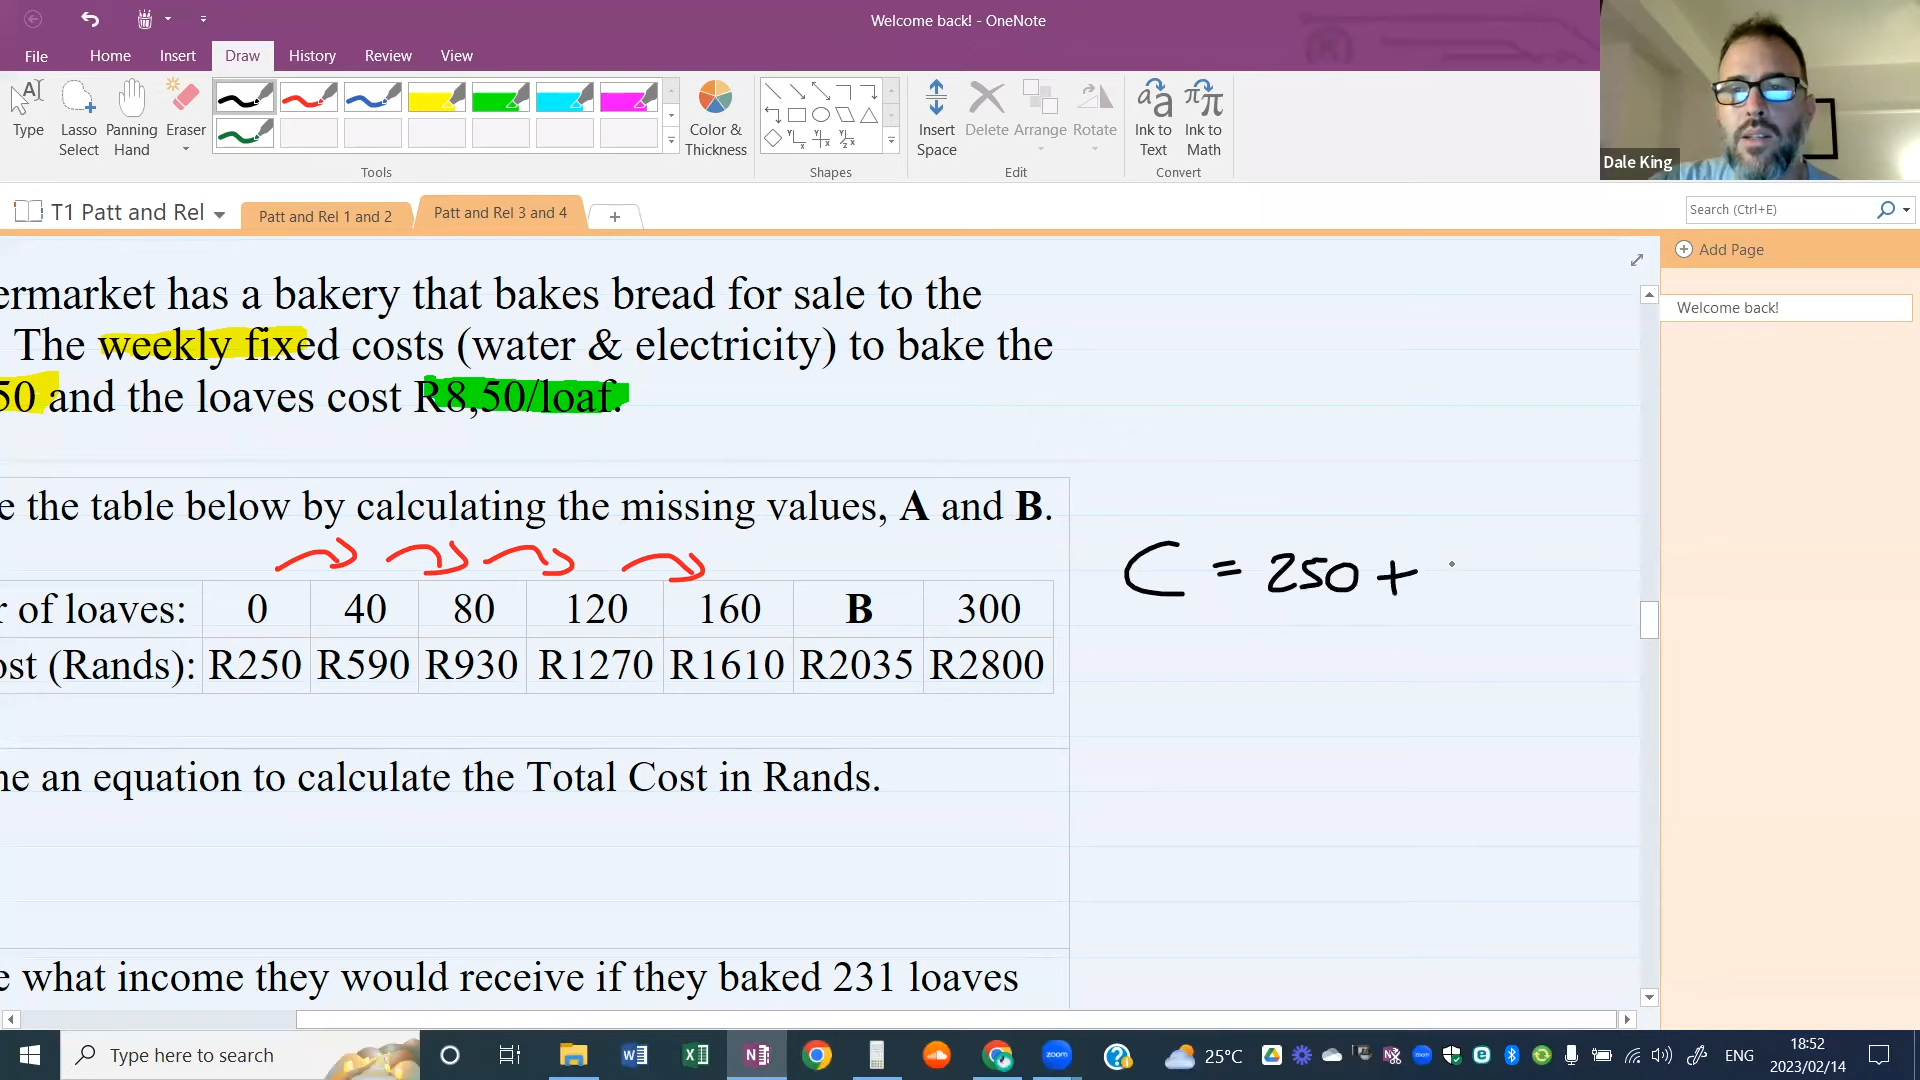 Welcome back! - OneNote
File Home Insert Draw History Review View
Type Lasso Select Panning Hand Eraser Color & Thickness Insert Space Delete Arrange Rotate Ink to Text Ink to Math
Tools Shapes Edit Convert
Dale King
T1 Patt and Rel Patt and Rel 1 and 2 Patt and Rel 3 and 4 + Search (Ctrl+E)
Add Page
Welcome back!
ermarket has a bakery that bakes bread for sale to the
The weekly fixed costs (water & electricity) to bake the
50 and the loaves cost R8,50/loaf.
e the table below by calculating the missing values, A and B.
C = 250 +
r of loaves: 0 40 80 120 160 B 300
ost (Rands): R250 R590 R930 R1270 R1610 R2035 R2800
ne an equation to calculate the Total Cost in Rands.
e what income they would receive if they baked 231 loaves
Type here to search 25°C ENG 18:52
2023/02/14